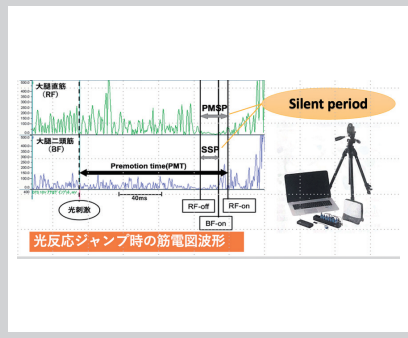 大腿直筋
（RF）
PMSP
Silent period
大腿二頭筋
（BF）
SSP
Premotion time(PMT)
40ms
光刺激
RF-off
RF-on
BF-on
光反応ジャンプ時の筋電図波形